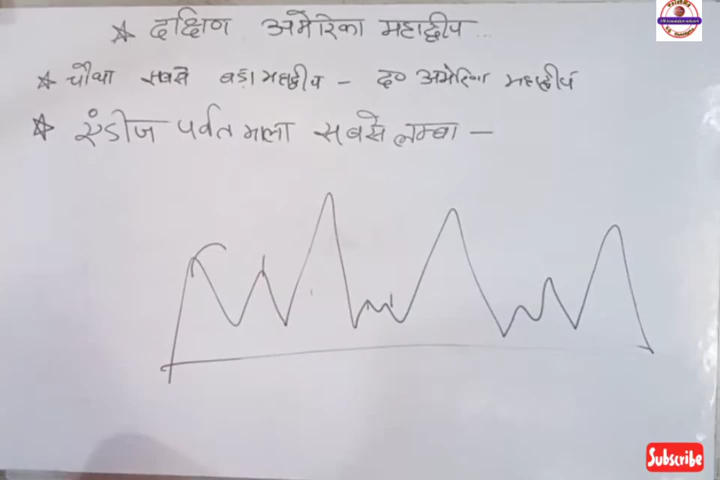 ☆ दक्षिण अमेरिका महाद्वीप...
☆ चौथा सबसे बड़ा महाद्वीप - द० अमेरिका महाद्वीप
☆ एंडीज पर्वत माला सबसे लम्बा -
Subscribe